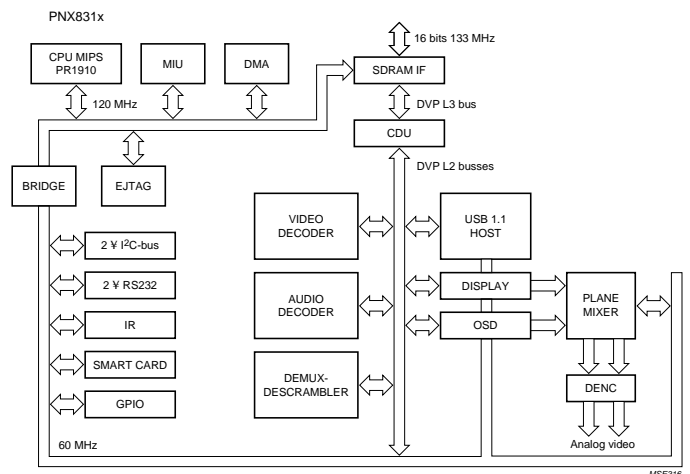 PNX831x
CPU MIPS
PR1910
MIU
DMA
16 bits 133 MHz
SDRAM IF
120 MHz
DVP L3 bus
CDU
DVP L2 busses
BRIDGE
EJTAG
VIDEO
DECODER
USB 1.1
HOST
2 ¥ I2C-bus
2 ¥ RS232
IR
SMART CARD
GPIO
AUDIO
DECODER
DISPLAY
OSD
PLANE
MIXER
DEMUX-
DESCRAMBLER
DENC
60 MHz
Analog video
MSE316